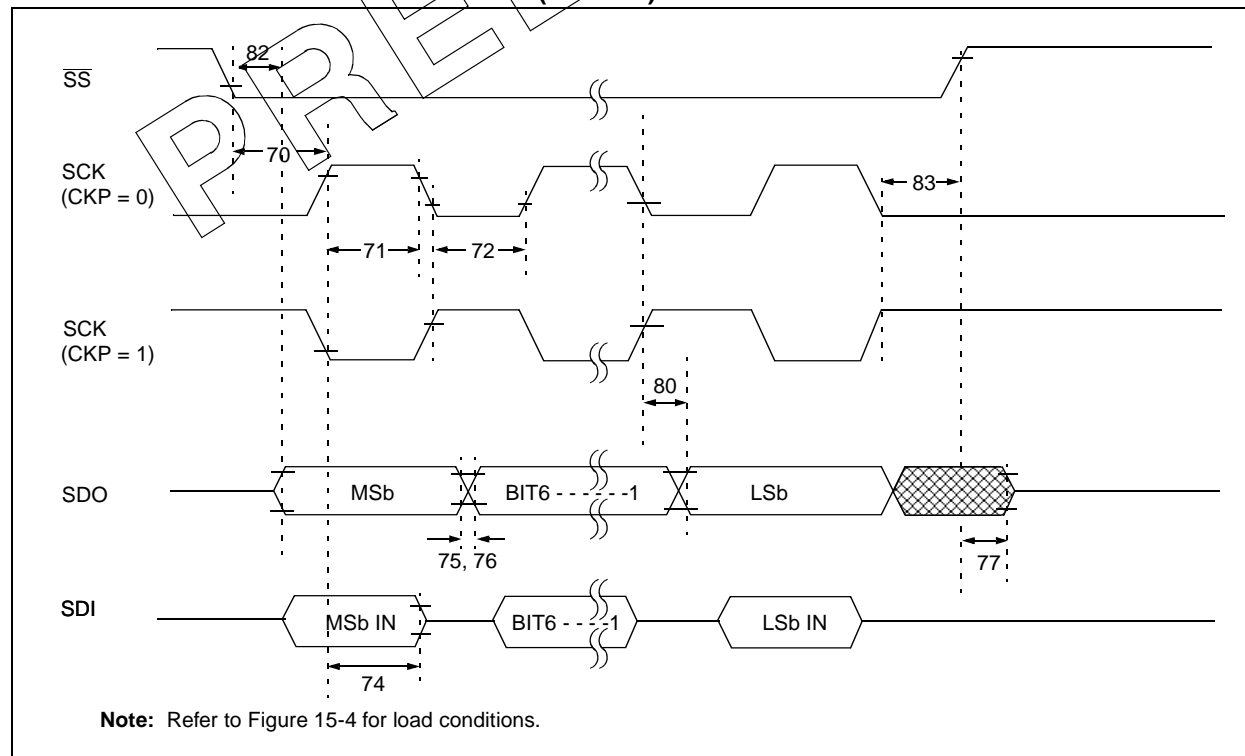 PRE
82
SS
70
SCK
(CKP = 0)
83
71
72
SCK
(CKP = 1)
80
SDO
MSb
BIT6 - - - - - -1
LSb
75, 76
77
SDI
MSb IN
BIT6 - - - -1
LSb IN
74
Note: Refer to Figure 15-4 for load conditions.